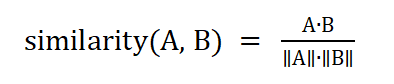 similarity(A, B) = A·B / ‖A‖·‖B‖